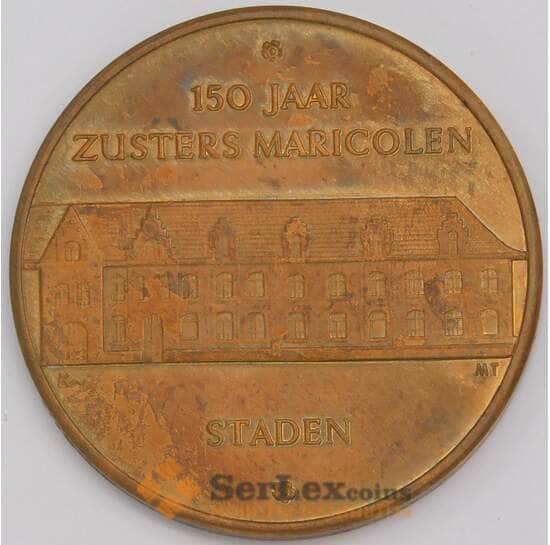 150 JAAR
ZUSTERS MARICOLEN
MT
STADEN
SerLexcoins